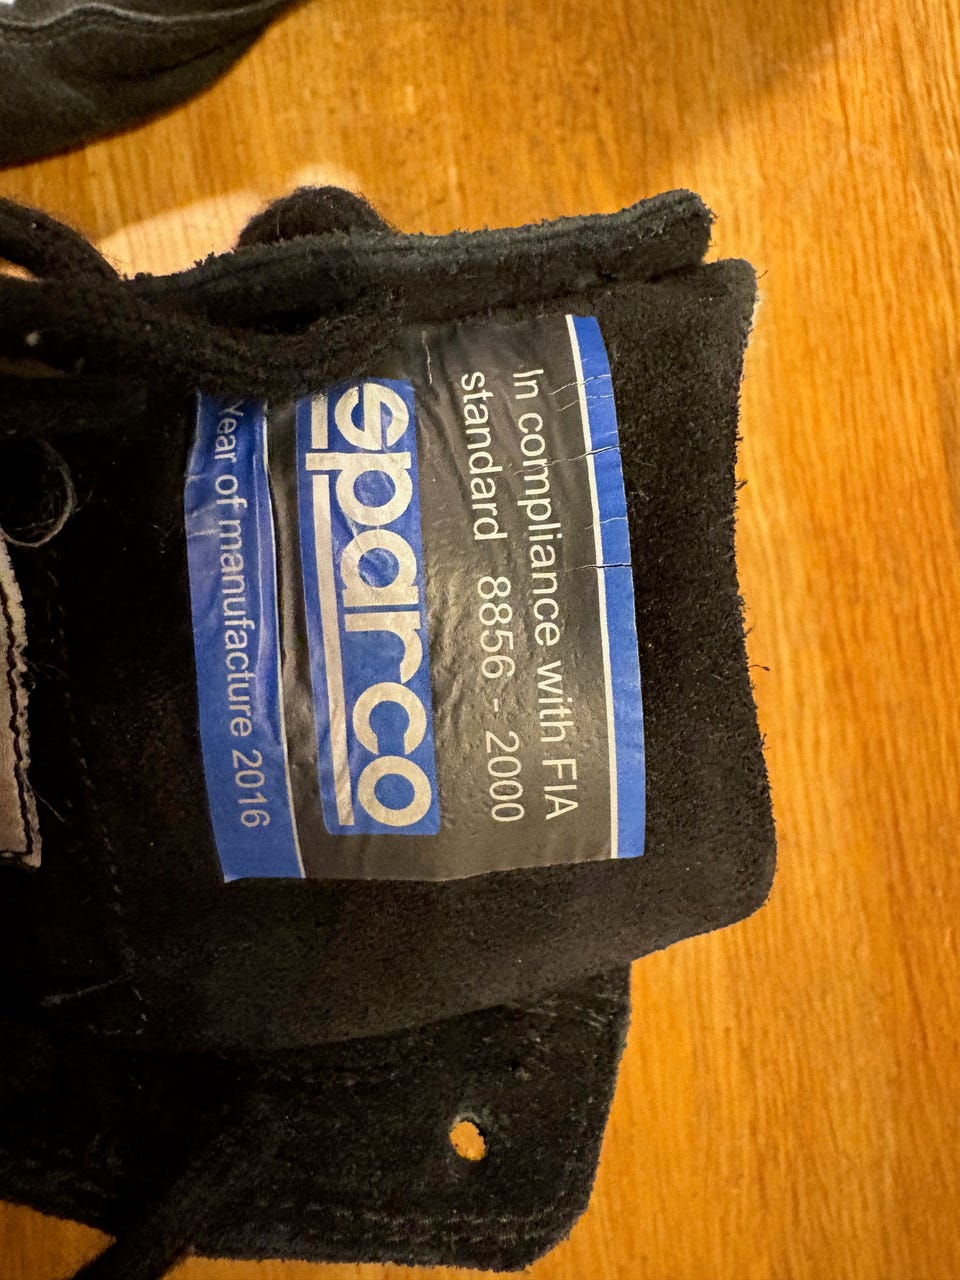 In compliance with FIA
standard 8856 - 2000
sparco
Year of manufacture 2016